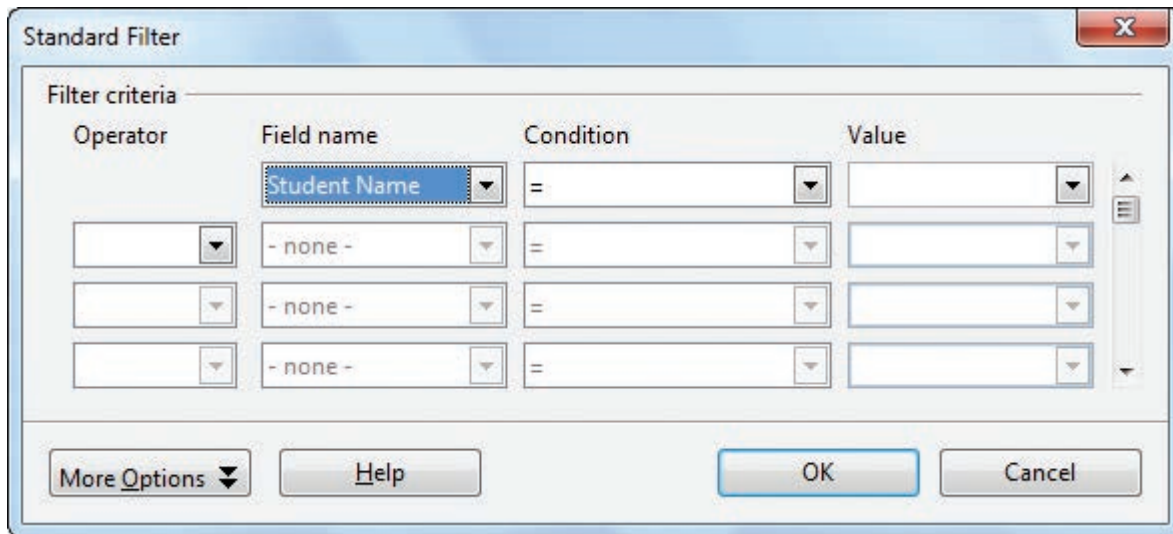 Standard Filter
Filter criteria
Operator Field name Condition Value
Student Name =
- none - =
- none - =
- none - =
More Options Help OK Cancel